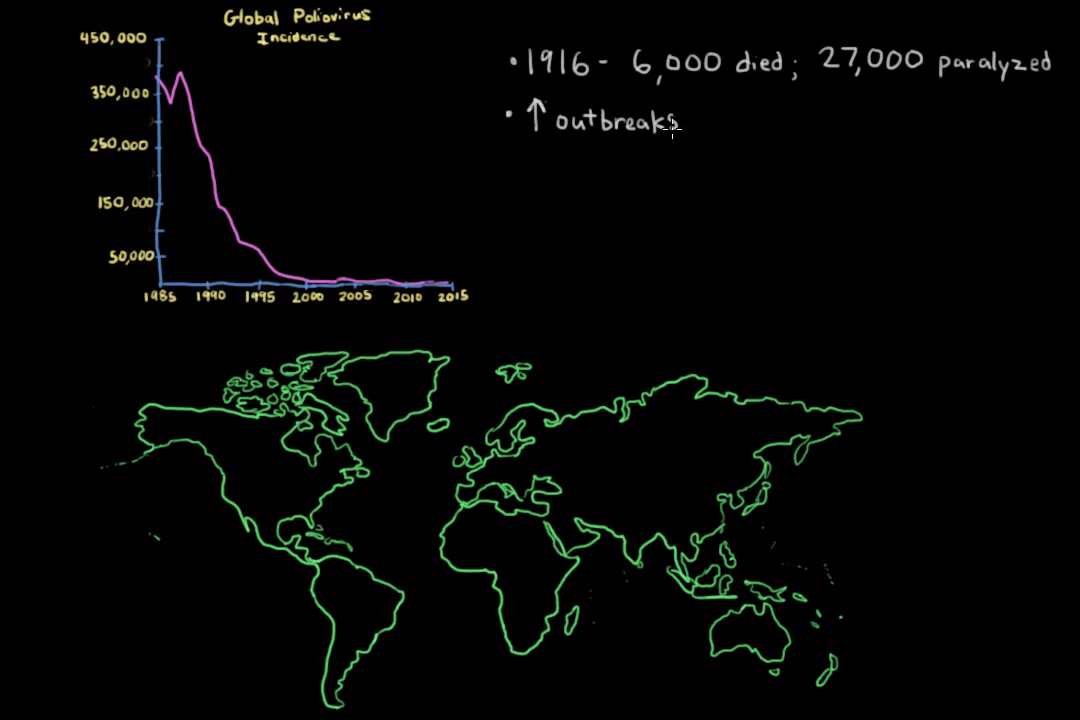 Global Poliovirus
Incidence
450,000
350,000
250,000
150,000
50,000
1985 1990 1995 2000 2005 2010 2015
• 1916 - 6,000 died; 27,000 paralyzed
• ↑ outbreaks